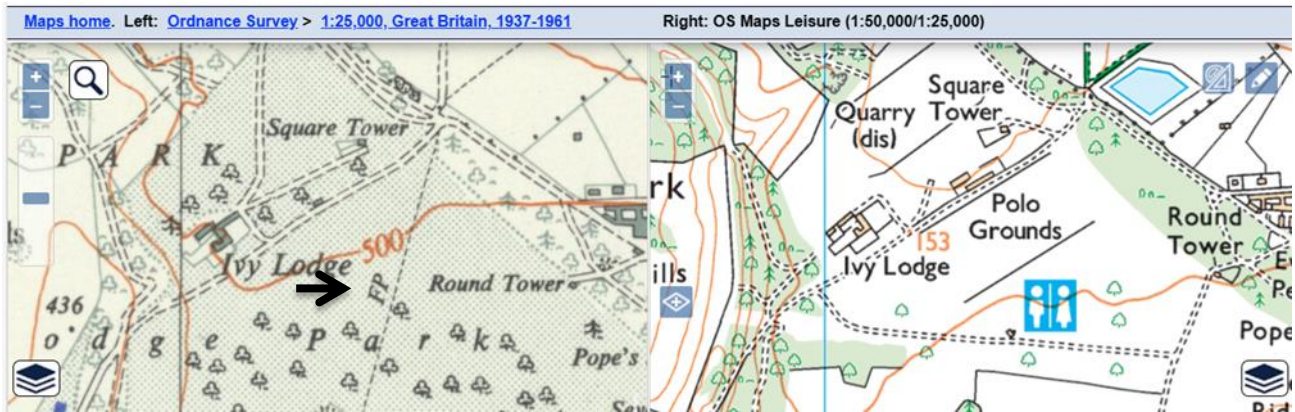 Maps home. Left: Ordnance Survey > 1:25,000, Great Britain, 1937-1961
Right: OS Maps Leisure (1:50,000/1:25,000)
+
−
Square Tower
P A R K
500
Ivy Lodge
FP
Round Tower
436
o d g e P a r k
Pope's
+
−
Square
Tower
Quarry
(dis)
rk
Polo
Grounds
153
Ivy Lodge
Round
Tower
ills
Pope